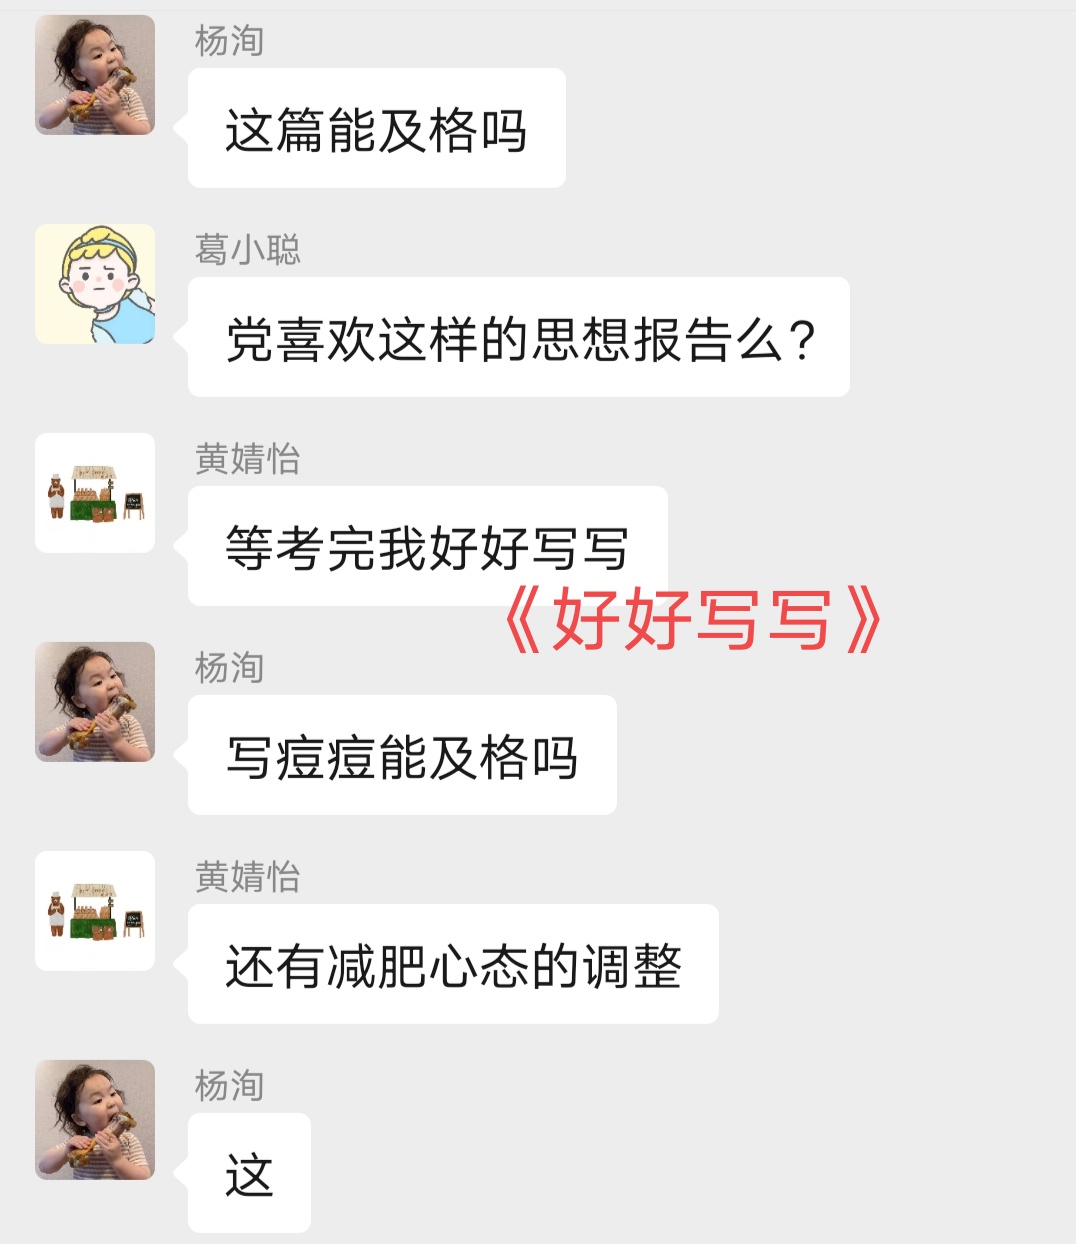 杨洵
这篇能及格吗
葛小聪
党喜欢这样的思想报告么?
黄婧怡
等考完我好好写写
《好好写写》
杨洵
写痘痘能及格吗
黄婧怡
还有减肥心态的调整
杨洵
这